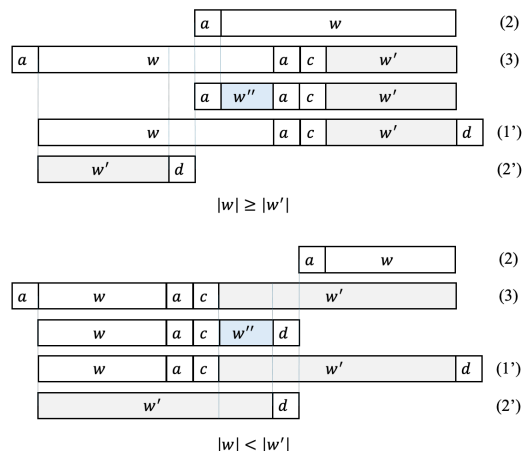 a w (2)
a w a c w′ (3)
a w″ a c w′
w a c w′ d (1’)
w′ d (2’)
|w| ≥ |w′|
a w (2)
a w a c w′ (3)
w a c w″ d
w a c w′ d (1’)
w′ d (2’)
|w| < |w′|